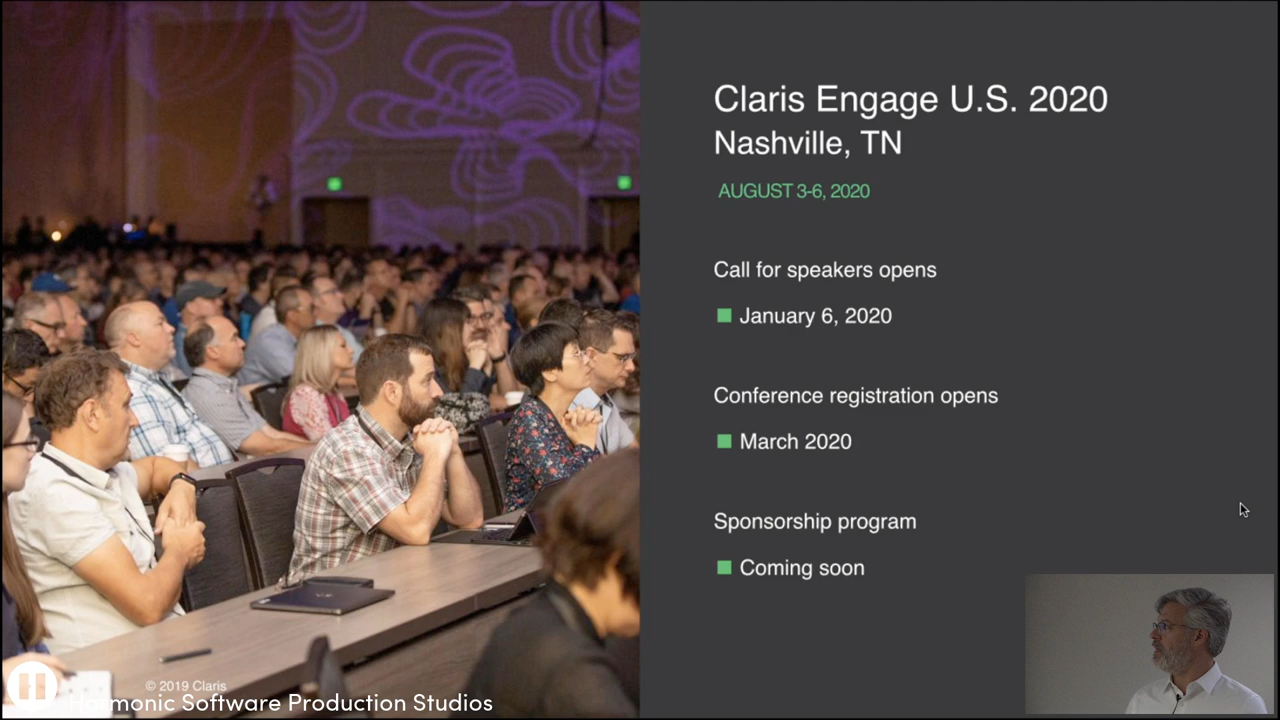 Claris Engage U.S. 2020
Nashville, TN
AUGUST 3-6, 2020
Call for speakers opens
January 6, 2020
Conference registration opens
March 2020
Sponsorship program
Coming soon
© 2019 Claris
H
Harmonic Software Production Studios